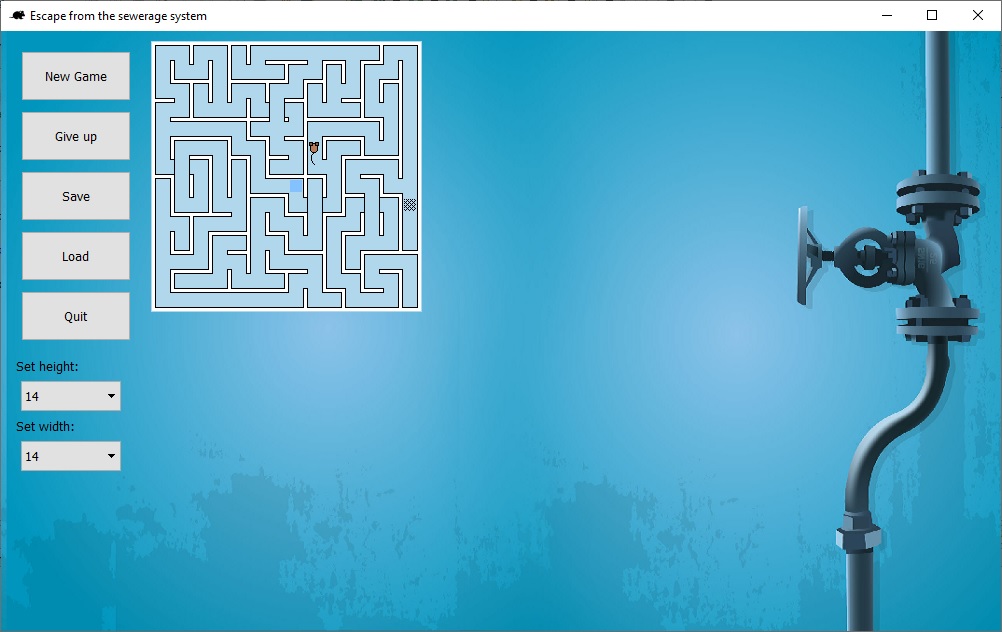 Escape from the sewerage system
New Game
Give up
Save
Load
Quit
Set height:
14
Set width:
14